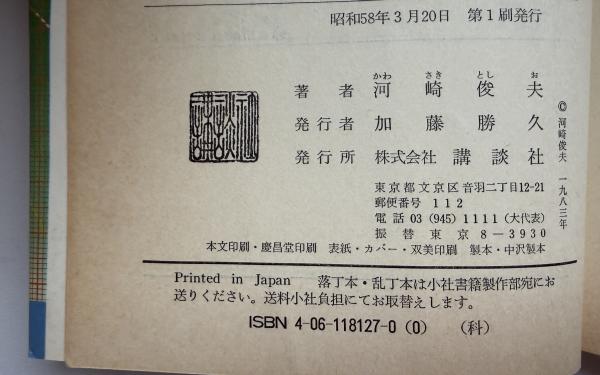 昭和58年3月20日 第1刷発行
かわ さき とし お
著者 河崎俊夫
発行者 加藤勝久
発行所 株式会社 講談社
東京都文京区音羽二丁目12-21
郵便番号 112
電話 03 (945) 1111 (大代表)
振替 東京 8-3930
© 河崎俊夫 一九八三年
本文印刷・慶昌堂印刷 表紙・カバー・双美印刷 製本・中沢製本
Printed in Japan 落丁本・乱丁本は小社書籍製作部宛にお
送りください。送料小社負担にてお取替えします。
ISBN 4-06-118127-0 (0) (科)